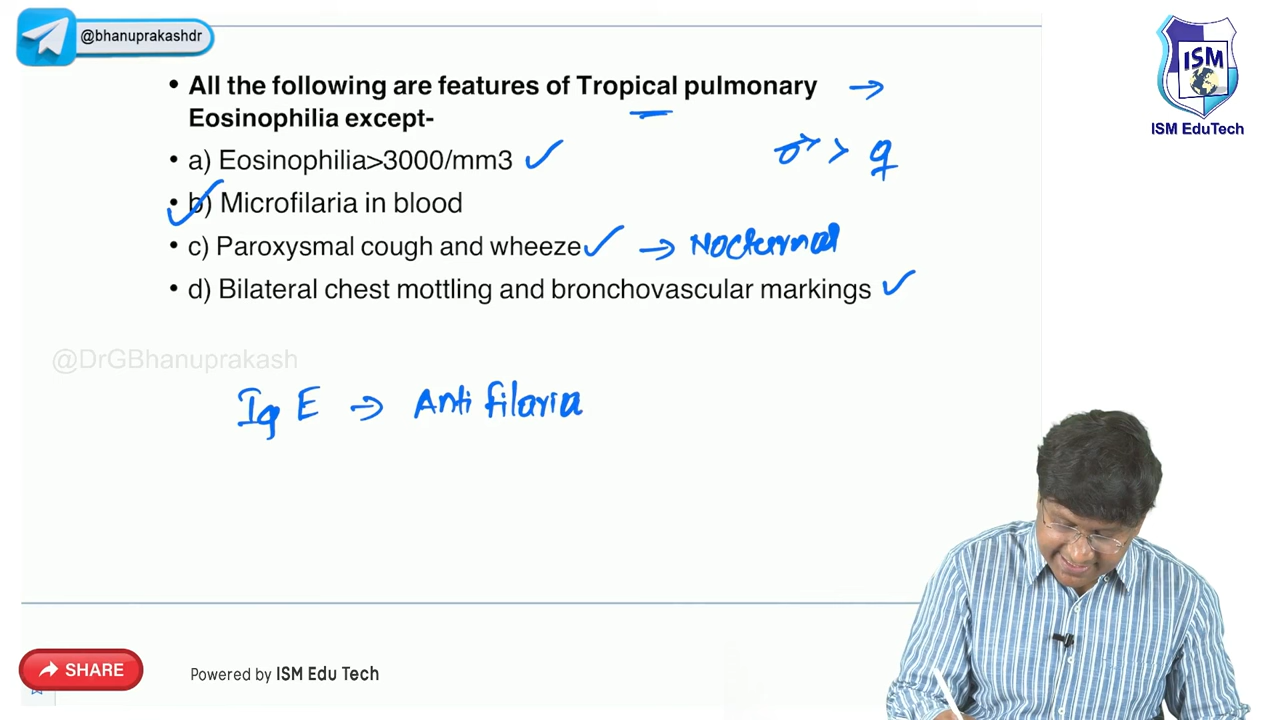 @bhanuprakashdr
• All the following are features of Tropical pulmonary →
Eosinophilia except-
♂ > ♀
• a) Eosinophilia>3000/mm3 ✓
• b) Microfilaria in blood
• c) Paroxysmal cough and wheeze ✓ → Nocturnal
• d) Bilateral chest mottling and bronchovascular markings ✓
@DrGBhanuprakash
IgE → Anti filaria
SHARE
Powered by ISM Edu Tech
ISM
ISM EduTech